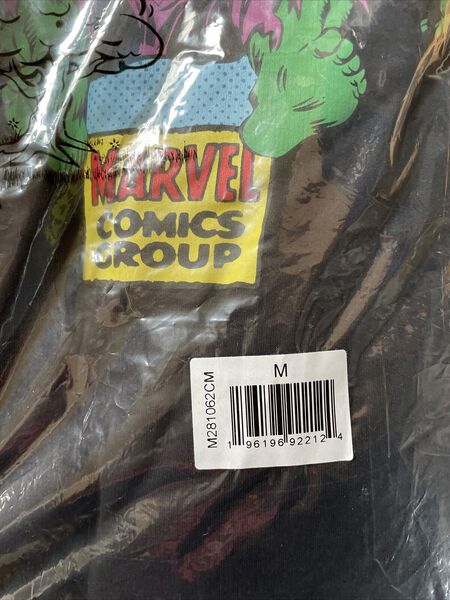 MARVEL
COMICS
GROUP
M
M281062CM
1 96196 92212 4